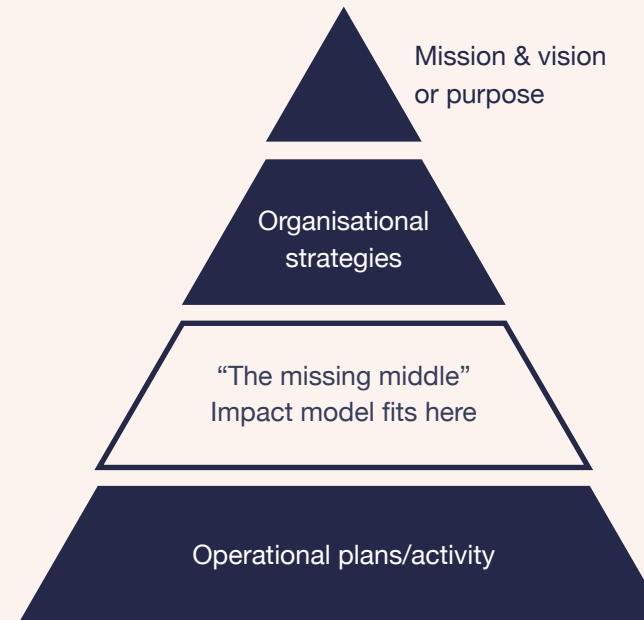 Mission & vision
or purpose
Organisational
strategies
“The missing middle”
Impact model fits here
Operational plans/activity